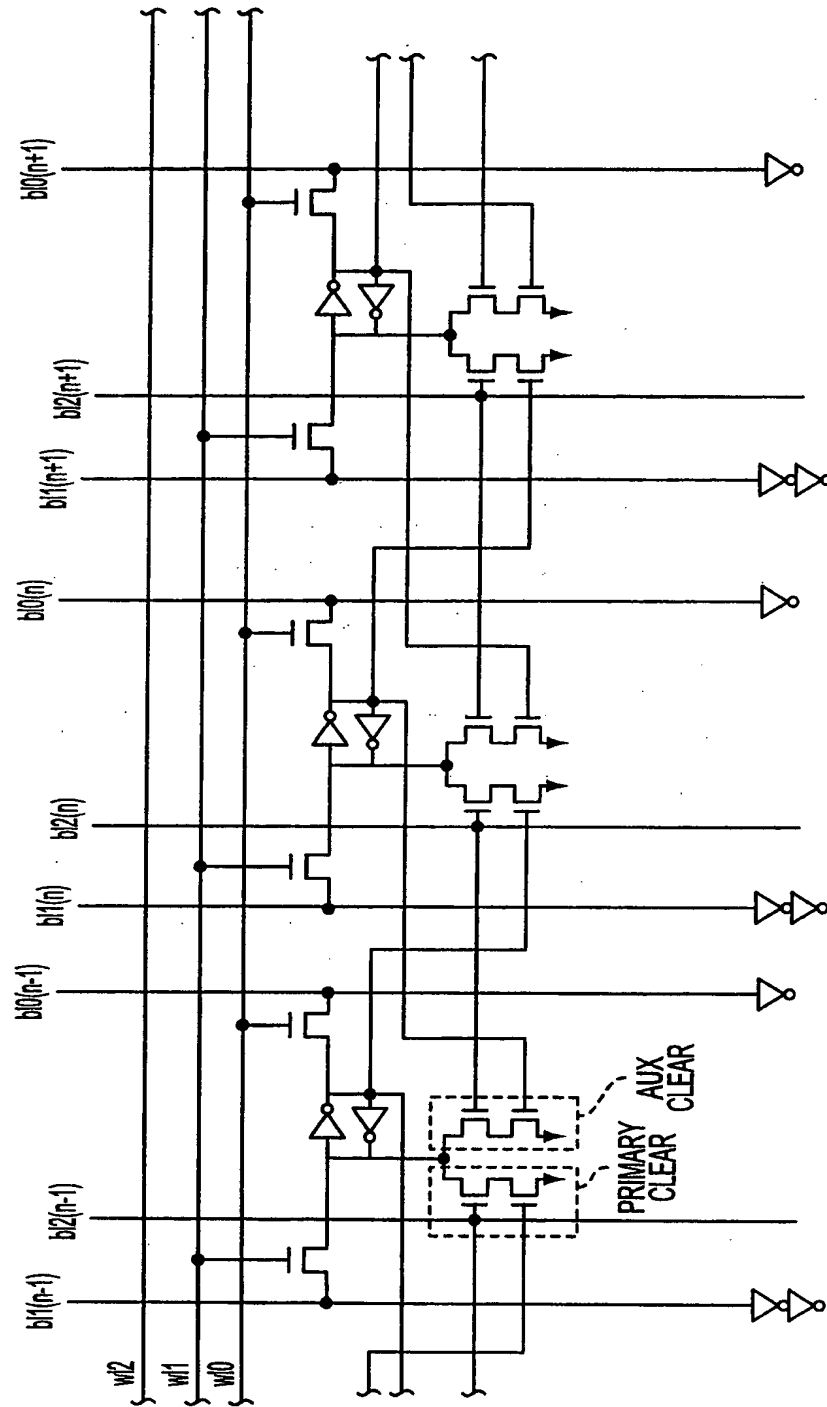 bl0(n+1)
bl2(n+1)
bl1(n+1)
bl0(n)
bl2(n)
bl1(n)
bl0(n-1)
bl2(n-1)
bl1(n-1)
wl2
wl1
wl0
AUX
CLEAR
PRIMARY
CLEAR